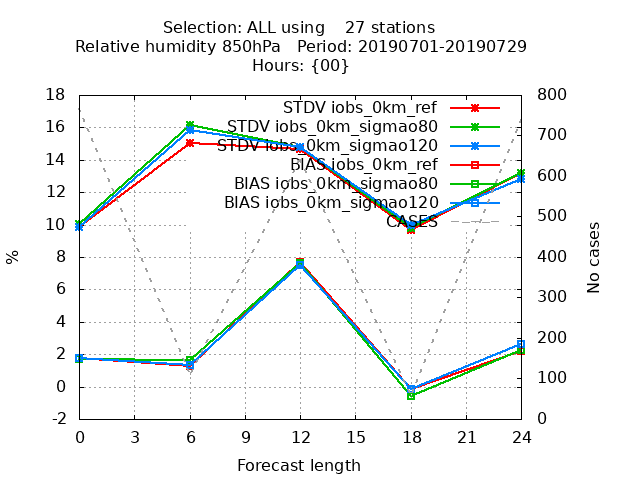 Selection: ALL using 27 stations
Relative humidity 850hPa Period: 20190701-20190729
Hours: {00}
18
16
14
12
10
8
6
4
2
0
-2
%
800
700
600
500
400
300
200
100
0
No cases
STDV iobs_0km_ref
STDV iobs_0km_sigmao80
STDV iobs_0km_sigmao120
BIAS iobs_0km_ref
BIAS iobs_0km_sigmao80
BIAS iobs_0km_sigmao120
CASES
0 3 6 9 12 15 18 21 24
Forecast length